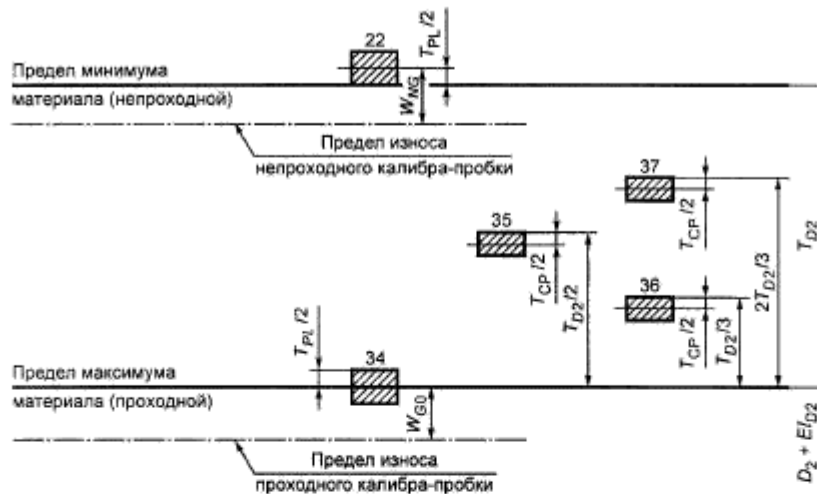 22
T_PL/2
Предел минимума
материала (непроходной)
W_NG
Предел износа
непроходного калибра-пробки
37
T_CP/2
35
T_CP/2
T_D2/2
36
T_CP/2
T_D2/3
2T_D2/3
T_D2
T_PL/2
34
Предел максимума
материала (проходной)
W_G0
D_2 + EI_D2
Предел износа
проходного калибра-пробки